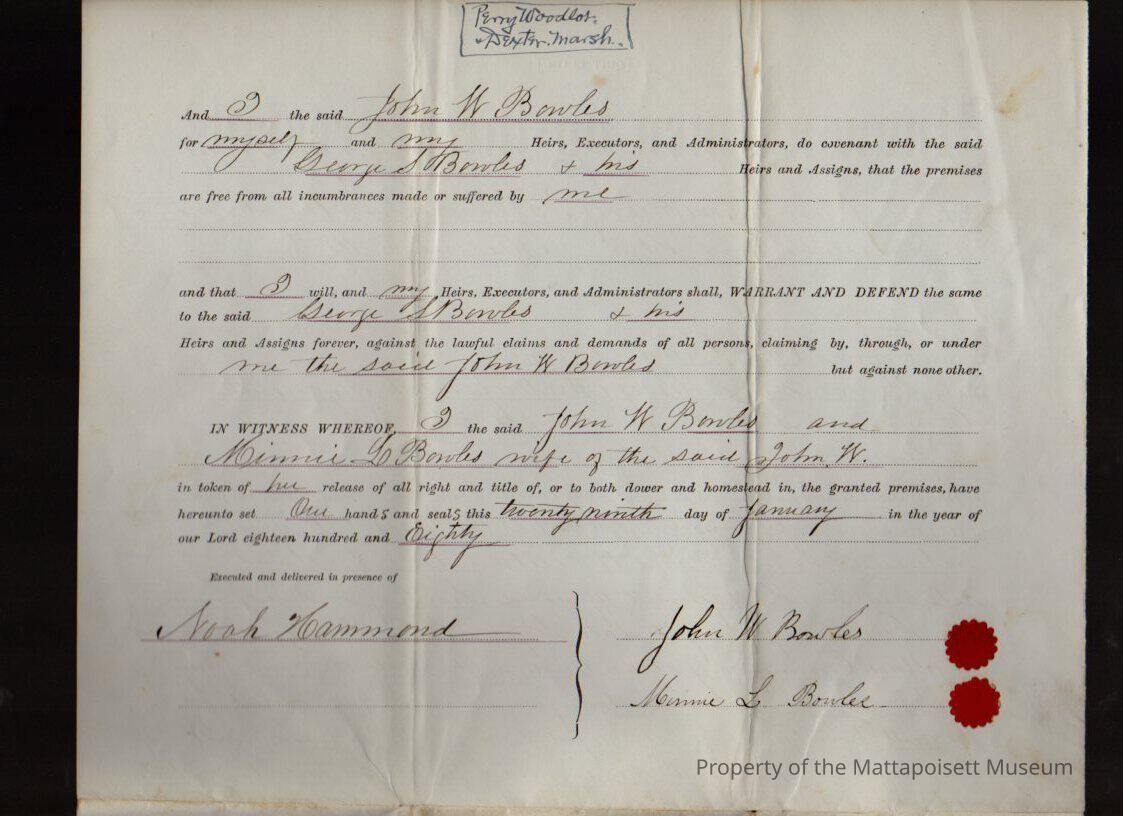 Perry Woodlot.
& Dexter Marsh.
And I the said John W Bowles
for myself and my Heirs, Executors, and Administrators, do covenant with the said
George S Bowles & his Heirs and Assigns, that the premises
are free from all incumbrances made or suffered by me
and that I will, and my Heirs, Executors, and Administrators shall, WARRANT AND DEFEND the same
to the said George S Bowles & his
Heirs and Assigns forever, against the lawful claims and demands of all persons, claiming by, through, or under
me the said John W Bowles but against none other.
IN WITNESS WHEREOF, I the said John W Bowles and
Minnie L Bowles wife of the said John W.
in token of her release of all right and title of, or to both dower and homestead in, the granted premises, have
hereunto set Our hands and seals this twenty ninth day of January in the year of
our Lord eighteen hundred and Eighty
Executed and delivered in presence of
Noah Hammond
John W Bowles
Minnie L Bowles
Property of the Mattapoisett Museum